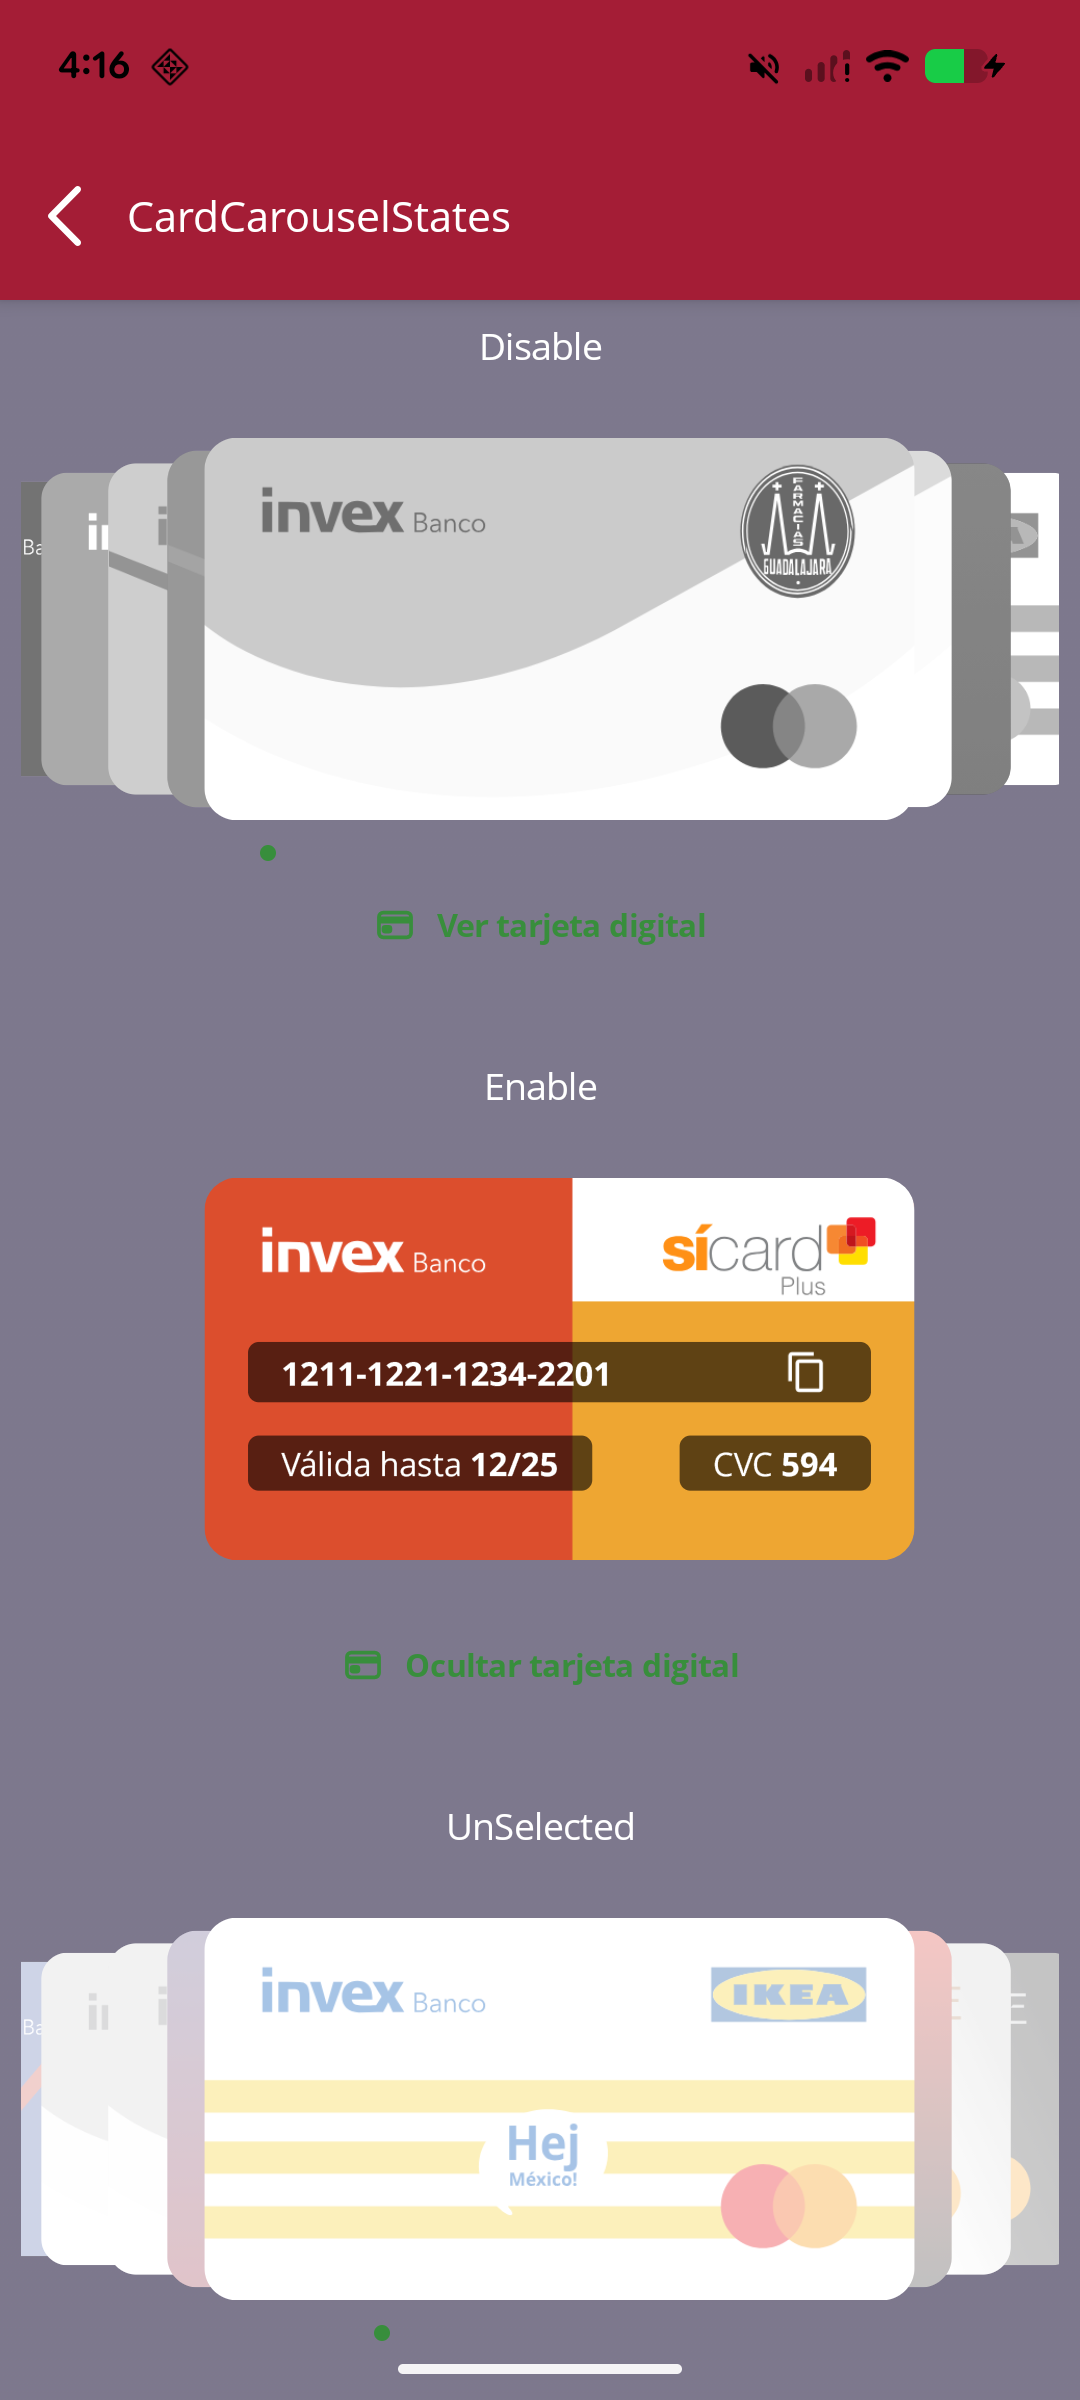 4:16
CardCarouselStates
Disable
Ba
invex Banco
FARMACIAS
GUADALAJARA
Ver tarjeta digital
Enable
invex Banco
sícard
Plus
1211-1221-1234-2201
Válida hasta 12/25
CVC 594
Ocultar tarjeta digital
UnSelected
Ba
invex Banco
IKEA
Hej
México!